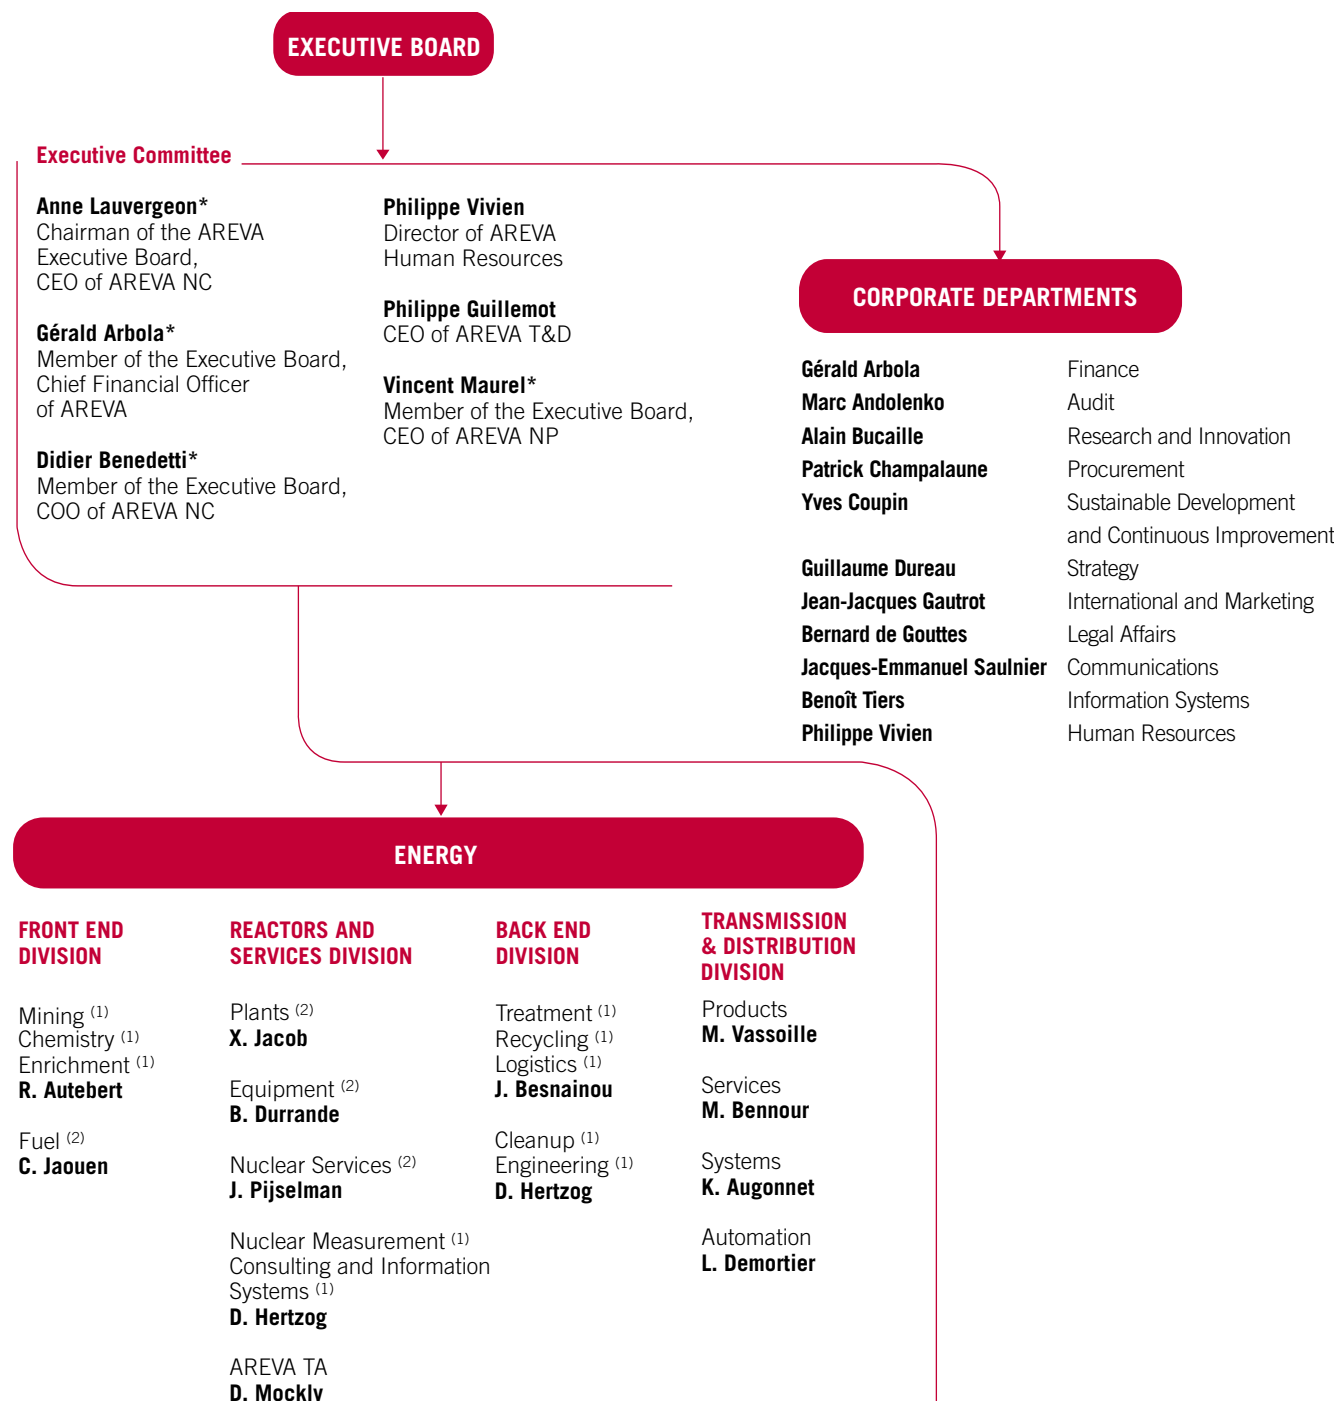 EXECUTIVE BOARD
Executive Committee
Anne Lauvergeon*
Chairman of the AREVA
Executive Board,
CEO of AREVA NC
Gérald Arbola*
Member of the Executive Board,
Chief Financial Officer
of AREVA
Didier Benedetti*
Member of the Executive Board,
COO of AREVA NC
Philippe Vivien
Director of AREVA
Human Resources
Philippe Guillemot
CEO of AREVA T&D
Vincent Maurel*
Member of the Executive Board,
CEO of AREVA NP
CORPORATE DEPARTMENTS
Gérald Arbola Finance
Marc Andolenko Audit
Alain Bucaille Research and Innovation
Patrick Champalaune Procurement
Yves Coupin Sustainable Development
and Continuous Improvement
Guillaume Dureau Strategy
Jean-Jacques Gautrot International and Marketing
Bernard de Gouttes Legal Affairs
Jacques-Emmanuel Saulnier Communications
Benoît Tiers Information Systems
Philippe Vivien Human Resources
ENERGY
FRONT END
DIVISION
Mining (1)
Chemistry (1)
Enrichment (1)
R. Autebert
Fuel (2)
C. Jaouen
REACTORS AND
SERVICES DIVISION
Plants (2)
X. Jacob
Equipment (2)
B. Durrande
Nuclear Services (2)
J. Pijselman
Nuclear Measurement (1)
Consulting and Information
Systems (1)
D. Hertzog
AREVA TA
D. Mockly
BACK END
DIVISION
Treatment (1)
Recycling (1)
Logistics (1)
J. Besnainou
Cleanup (1)
Engineering (1)
D. Hertzog
TRANSMISSION
& DISTRIBUTION
DIVISION
Products
M. Vassoille
Services
M. Bennour
Systems
K. Augonnet
Automation
L. Demortier